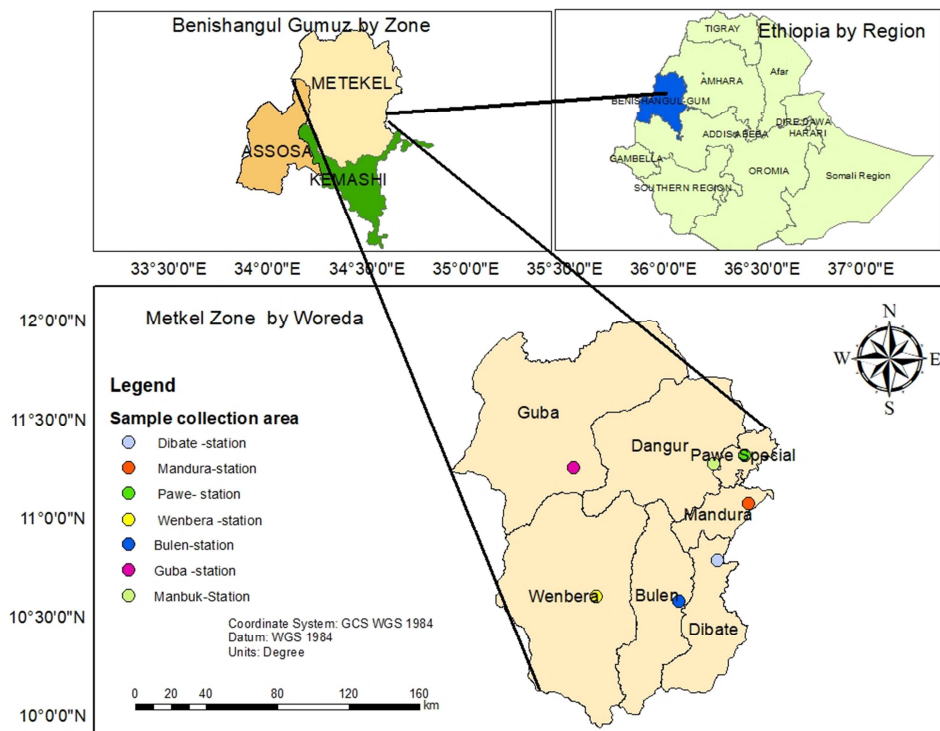 Benishangul Gumuz by Zone
METEKEL
ASSOSA
KEMASHI
Ethiopia by Region
TIGRAY
Afar
AMHARA
BENISHANGUL-GUM
DIRE DAWA
ADDIS ABEBA
HARARI
GAMBELLA
OROMIA
Somali Region
SOUTHERN REGION
33°30'0"E 34°0'0"E 34°30'0"E 35°0'0"E 35°30'0"E 36°0'0"E 36°30'0"E 37°0'0"E
12°0'0"N
11°30'0"N
11°0'0"N
10°30'0"N
10°0'0"N
Metkel Zone by Woreda
N
W E
S
Legend
Sample collection area
Dibate -station
Mandura-station
Pawe- station
Wenbera -station
Bulen-station
Guba -station
Manbuk-Station
Coordinate System: GCS WGS 1984
Datum: WGS 1984
Units: Degree
0 20 40 80 120 160
km
Guba
Dangur
Pawe Special
Mandura
Wenbera
Bulen
Dibate